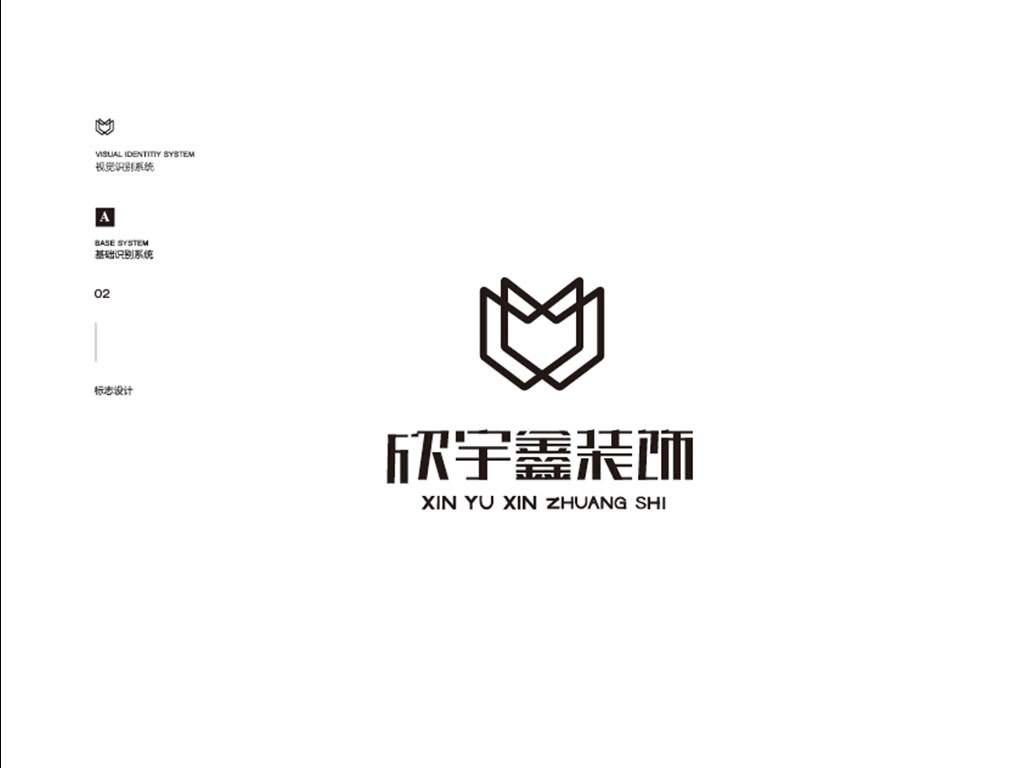 VISUAL IDENTITIY SYSTEM
视觉识别系统
A
BASE SYSTEM
基础识别系统
02
标志设计
欣宇鑫装饰
XIN YU XIN ZHUANG SHI